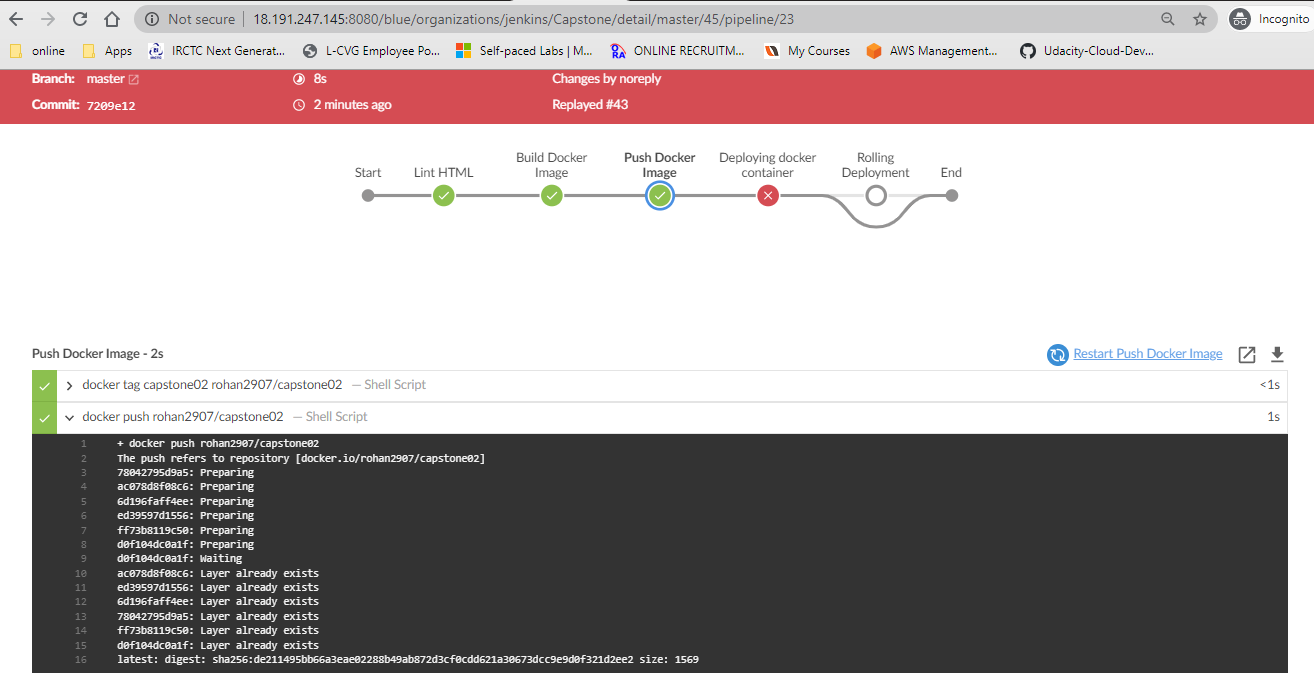 Not secure 18.191.247.145:8080/blue/organizations/jenkins/Capstone/detail/master/45/pipeline/23 Incognito
online Apps IRCTC Next Generat... L-CVG Employee Po... Self-paced Labs | M... ONLINE RECRUITM... My Courses AWS Management... Udacity-Cloud-Dev...
Branch: master 8s Changes by noreply
Commit: 7209e12 2 minutes ago Replayed #43
Start Lint HTML Build Docker Image Push Docker Image Deploying docker container Rolling Deployment End
Push Docker Image - 2s Restart Push Docker Image
docker tag capstone02 rohan2907/capstone02 — Shell Script <1s
docker push rohan2907/capstone02 — Shell Script 1s
1 + docker push rohan2907/capstone02
2 The push refers to repository [docker.io/rohan2907/capstone02]
3 78042795d9a5: Preparing
4 ac078d8f08c6: Preparing
5 6d196faff4ee: Preparing
6 ed39597d1556: Preparing
7 ff73b8119c50: Preparing
8 d0f104dc0a1f: Preparing
9 d0f104dc0a1f: Waiting
10 ac078d8f08c6: Layer already exists
11 ed39597d1556: Layer already exists
12 6d196faff4ee: Layer already exists
13 78042795d9a5: Layer already exists
14 ff73b8119c50: Layer already exists
15 d0f104dc0a1f: Layer already exists
16 latest: digest: sha256:de211495bb66a3eae02288b49ab872d3cf0cdd621a30673dcc9e9d0f321d2ee2 size: 1569